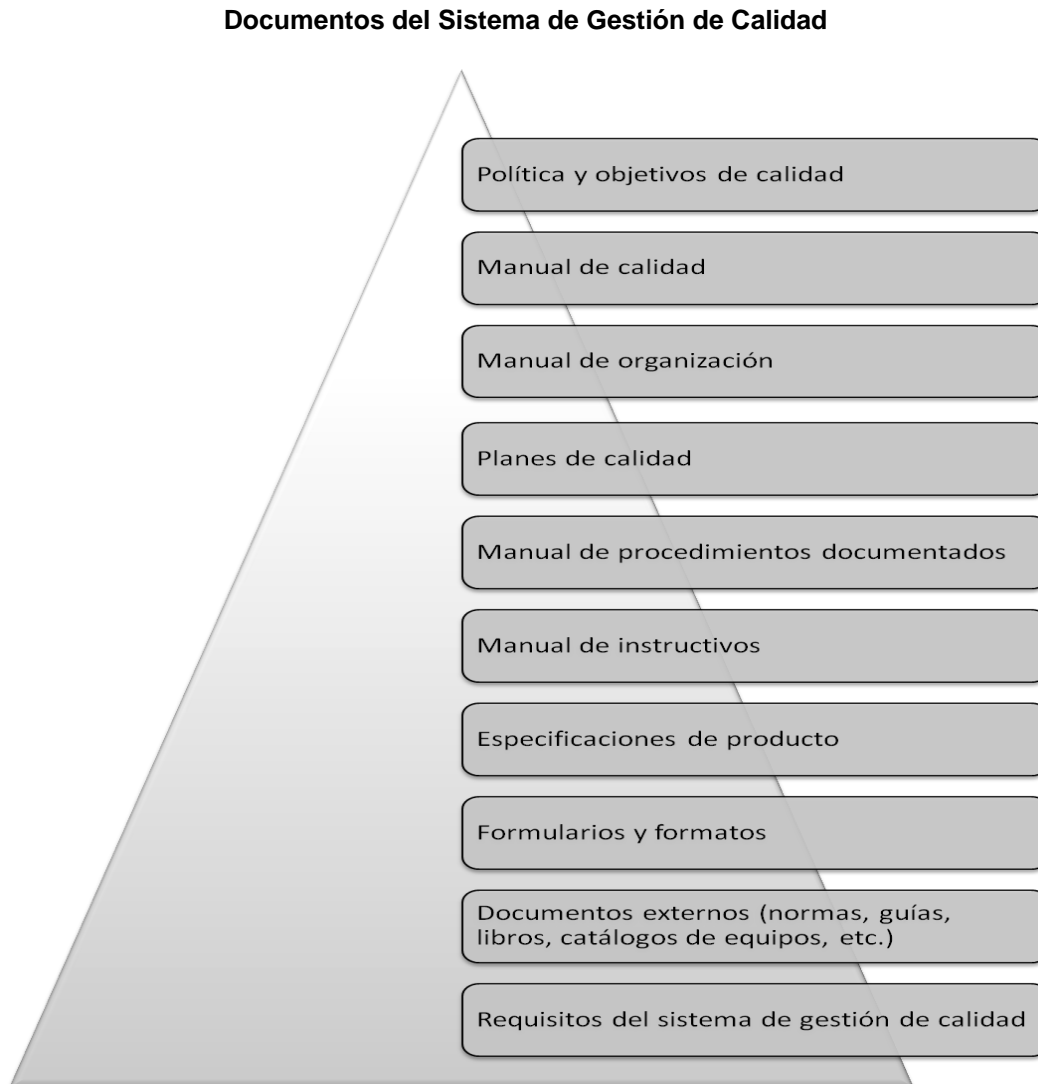 Documentos del Sistema de Gestión de Calidad
Política y objetivos de calidad
Manual de calidad
Manual de organización
Planes de calidad
Manual de procedimientos documentados
Manual de instructivos
Especificaciones de producto
Formularios y formatos
Documentos externos (normas, guías,
libros, catálogos de equipos, etc.)
Requisitos del sistema de gestión de calidad